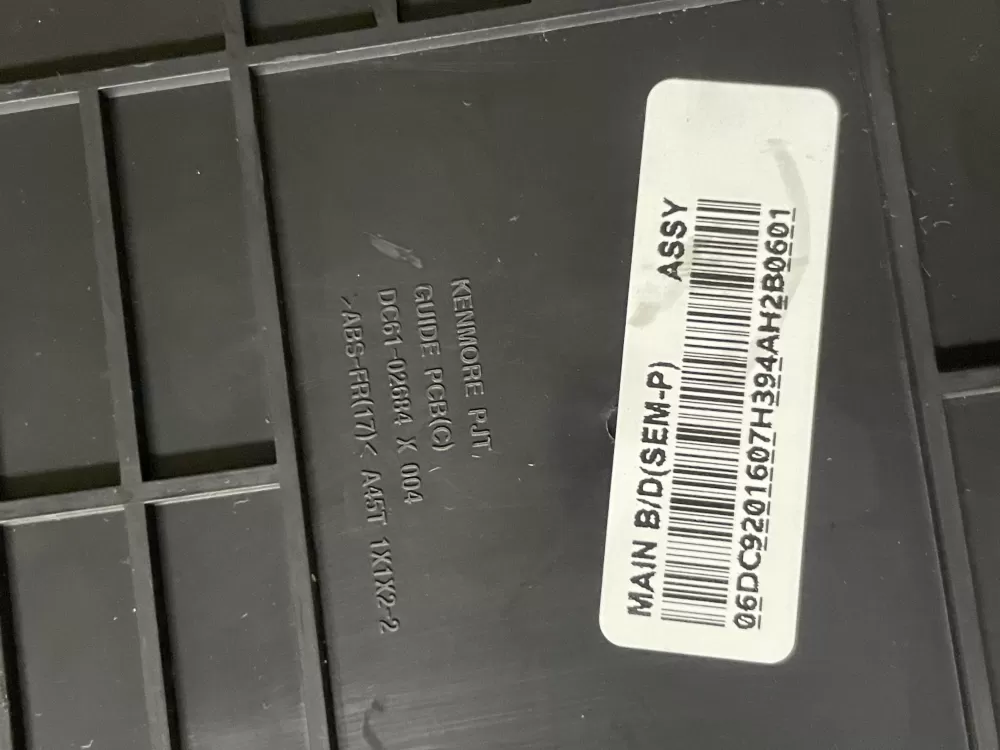 KENMORE PJT,
GUIDE PCB(C)
DC61-02684 X 004
>ABS-FR(17)< A45T 1X1X2-2
MAIN B/D(SEM-P) ASSY
06DC9201607H394AH2B0601